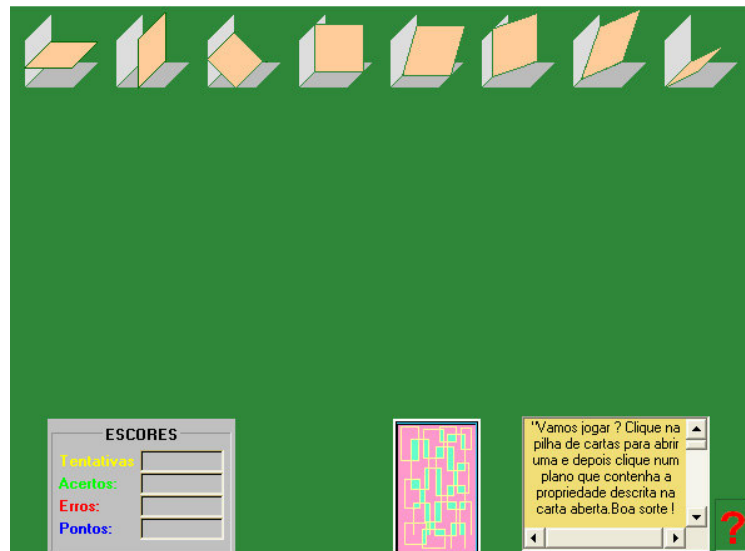 ESCORES
Tentativas
Acertos:
Erros:
Pontos:
"Vamos jogar ? Clique na
pilha de cartas para abrir
uma e depois clique num
plano que contenha a
propriedade descrita na
carta aberta.Boa sorte !
?